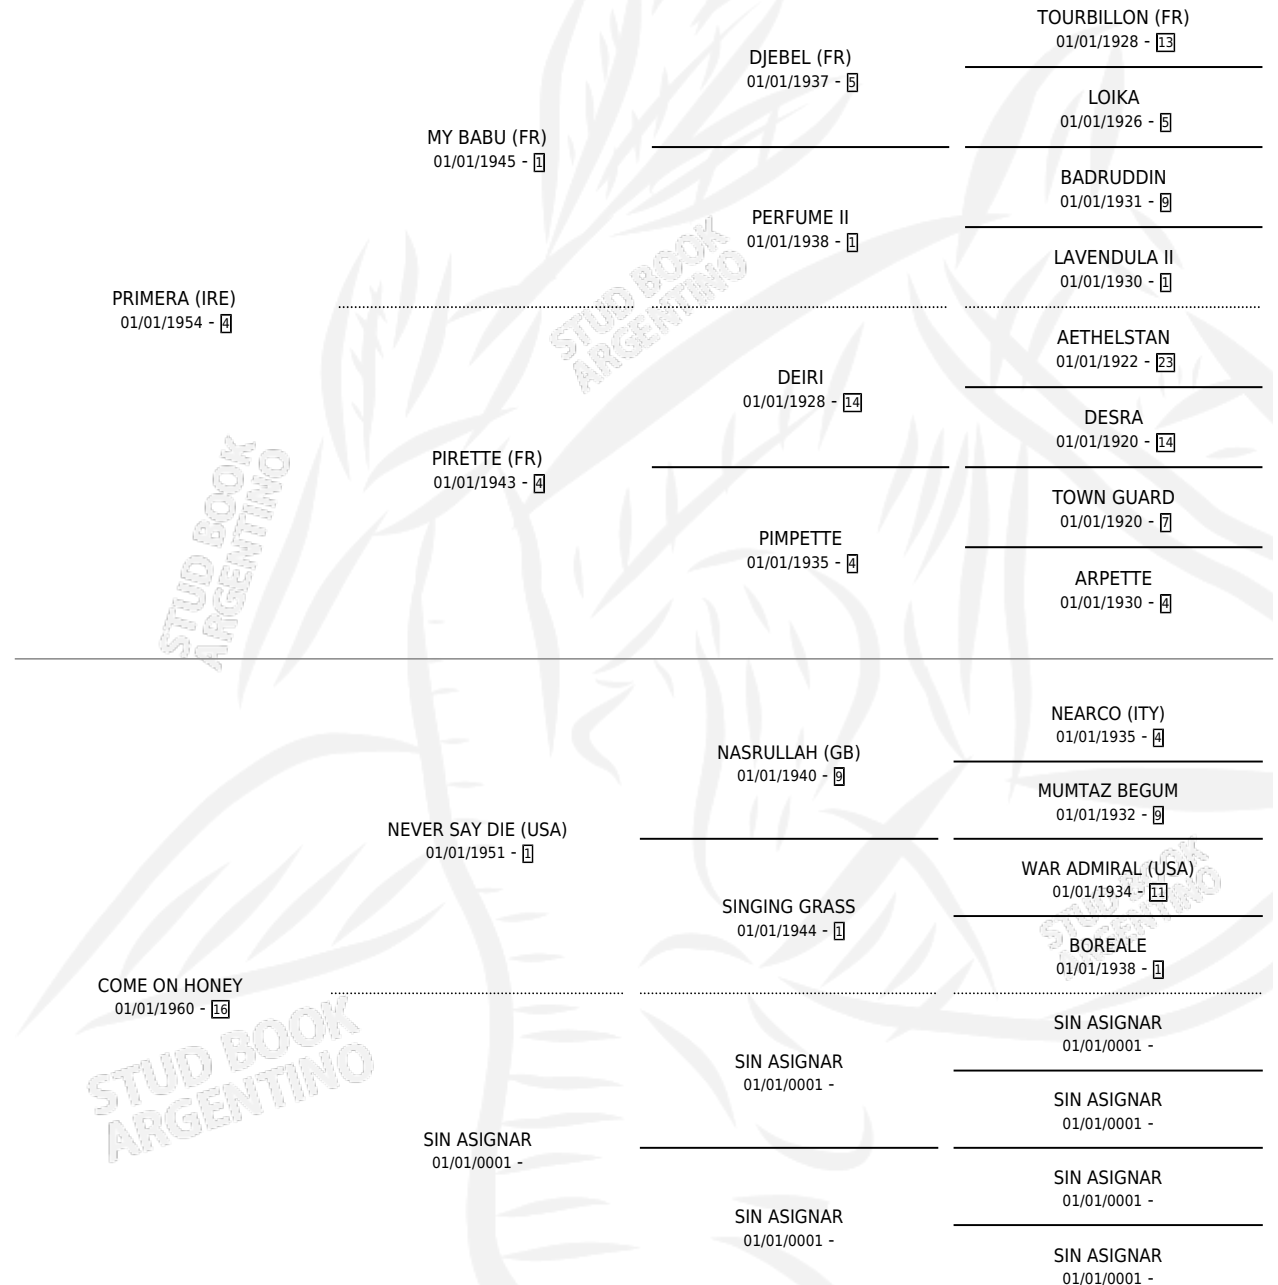 TOURBILLON (FR)
01/01/1928 - 13
DJEBEL (FR)
01/01/1937 - 5
LOIKA
01/01/1926 - 5
MY BABU (FR)
01/01/1945 - 1
BADRUDDIN
01/01/1931 - 9
PERFUME II
01/01/1938 - 1
LAVENDULA II
01/01/1930 - 1
PRIMERA (IRE)
01/01/1954 - 4
STUD BOOK
ARGENTINO
AETHELSTAN
01/01/1922 - 23
DEIRI
01/01/1928 - 14
DESRA
01/01/1920 - 14
PIRETTE (FR)
01/01/1943 - 4
TOWN GUARD
01/01/1920 - 7
PIMPETTE
01/01/1935 - 4
ARPETTE
01/01/1930 - 4
STUD BOOK
ARGENTINO
NEARCO (ITY)
01/01/1935 - 4
NASRULLAH (GB)
01/01/1940 - 9
MUMTAZ BEGUM
01/01/1932 - 9
NEVER SAY DIE (USA)
01/01/1951 - 1
WAR ADMIRAL (USA)
01/01/1934 - 11
SINGING GRASS
01/01/1944 - 1
BOREALE
01/01/1938 - 1
STUD BOOK
ARGENTINO
COME ON HONEY
01/01/1960 - 16
SIN ASIGNAR
01/01/0001 -
SIN ASIGNAR
01/01/0001 -
SIN ASIGNAR
01/01/0001 -
STUD BOOK
ARGENTINO
SIN ASIGNAR
01/01/0001 -
SIN ASIGNAR
01/01/0001 -
SIN ASIGNAR
01/01/0001 -
SIN ASIGNAR
01/01/0001 -